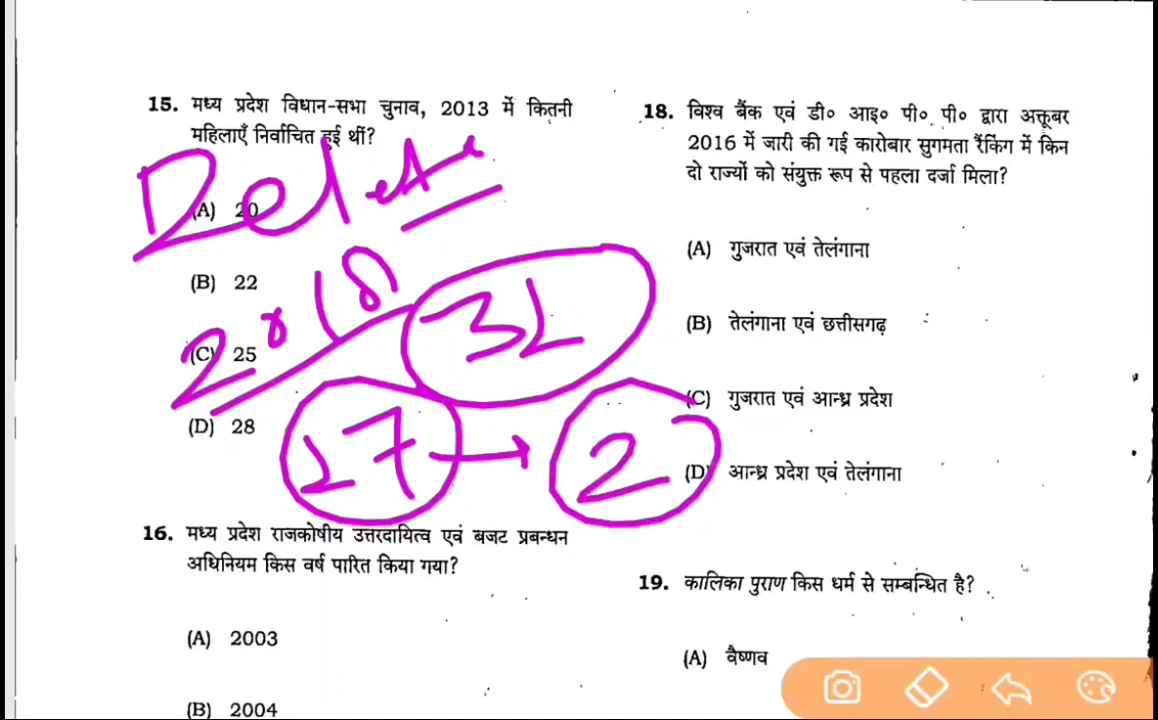 15. मध्य प्रदेश विधान-सभा चुनाव, 2013 में कितनी
महिलाएँ निर्वाचित हुई थीं?
(A) 20
(B) 22
(C) 25
(D) 28
Delete
2018
32
17 → 2
16. मध्य प्रदेश राजकोषीय उत्तरदायित्व एवं बजट प्रबन्धन
अधिनियम किस वर्ष पारित किया गया?
(A) 2003
(B) 2004
18. विश्व बैंक एवं डी० आइ० पी० पी० द्वारा अक्तूबर
2016 में जारी की गई कारोबार सुगमता रैंकिंग में किन
दो राज्यों को संयुक्त रूप से पहला दर्जा मिला?
(A) गुजरात एवं तेलंगाना
(B) तेलंगाना एवं छत्तीसगढ़
(C) गुजरात एवं आन्ध्र प्रदेश
(D) आन्ध्र प्रदेश एवं तेलंगाना
19. कालिका पुराण किस धर्म से सम्बन्धित है?
(A) वैष्णव